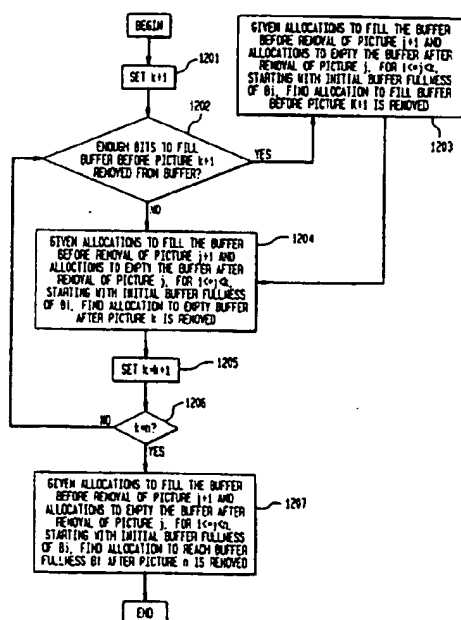 BEGIN
1201
SET k+1
1202
ENOUGH BITS TO FILL
BUFFER BEFORE PICTURE k+1
REMOVED FROM BUFFER?
YES
NO
GIVEN ALLOCATIONS TO FILL THE BUFFER
BEFORE REMOVAL OF PICTURE j+1 AND
ALLOCATIONS TO EMPTY THE BUFFER AFTER
REMOVAL OF PICTURE j, FOR 1<=j<
STARTING WITH INITIAL BUFFER FULLNESS
OF FIND ALLOCATION TO FILL BUFFER
BEFORE PICTURE K+1 IS REMOVED
1203
1204
GIVEN ALLOCATIONS TO FILL THE BUFFER
BEFORE REMOVAL OF PICTURE j+1 AND
ALLOCTIONS TO EMPTY THE BUFFER AFTER
REMOVAL OF PICTURE j, FOR
STARTING WITH INITIAL BUFFER FULLNESS
OF FIND ALLOCATION TO EMPTY BUFFER
AFTER PICTURE k IS REMOVED
1205
SET
1206
NO
k=n?
YES
GIVEN ALLOCATIONS TO FILL THE BUFFER
BEFORE REMOVAL OF PICTURE j+1 AND
ALLOCATIONS TO EMPTY THE BUFFER AFTER
REMOVAL OF PICTURE j, FOR
STARTING WITH INITIAL BUFFER FULLNESS
OF FIND ALLOCATION TO REACH BUFFER
FULLNESS AFTER PICTURE n IS REMOVED
1207
END